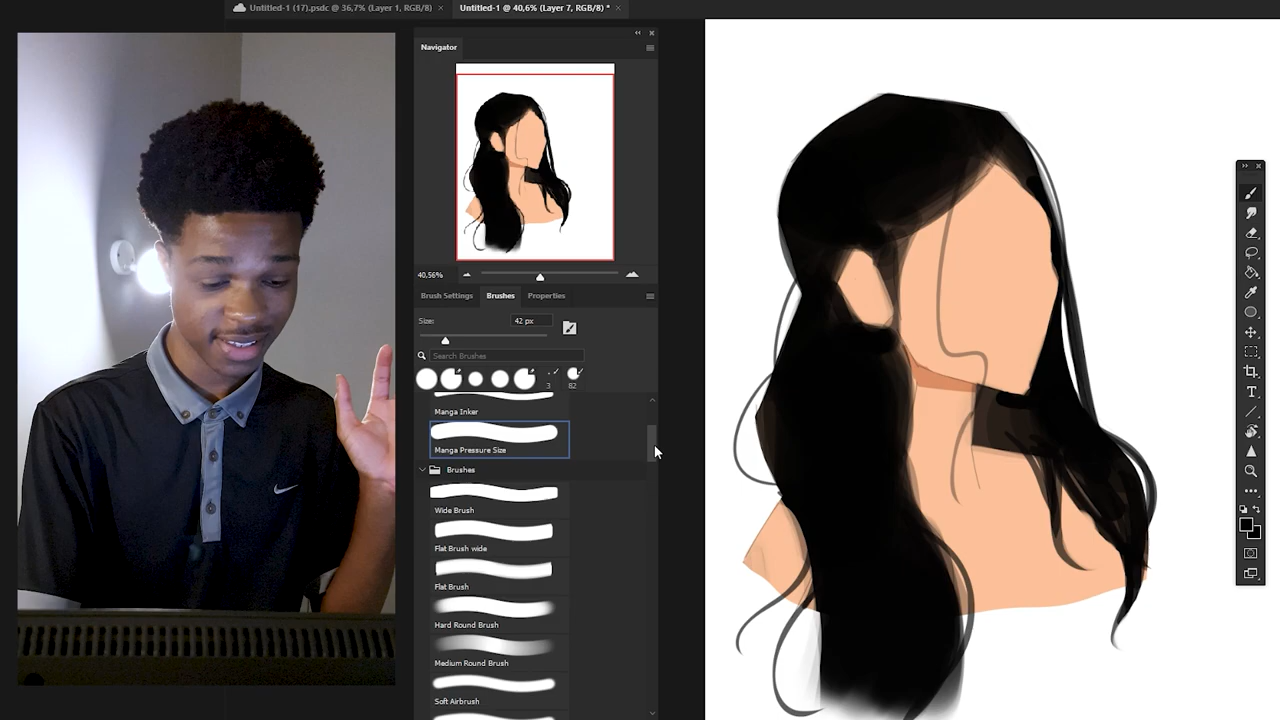 Untitled-1 (17).psdc @ 36,7% (Layer 1, RGB/8) ×
Untitled-1 @ 40,6% (Layer 7, RGB/8) * ×
Navigator
40,56%
Brush Settings Brushes Properties
Size: 42 px
Search Brushes
3 82
Manga Inker
Manga Pressure Size
Brushes
Wide Brush
Flat Brush wide
Flat Brush
Hard Round Brush
Medium Round Brush
Soft Airbrush